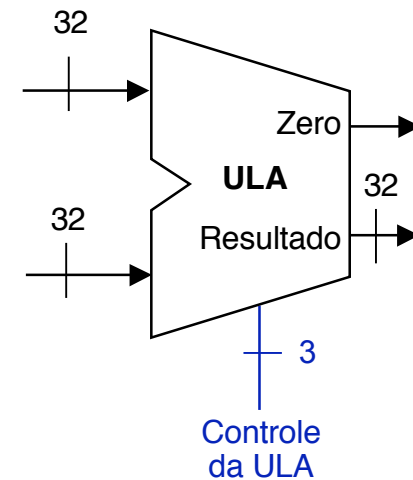 32
Zero
ULA
32
32
Resultado
3
Controle
da ULA